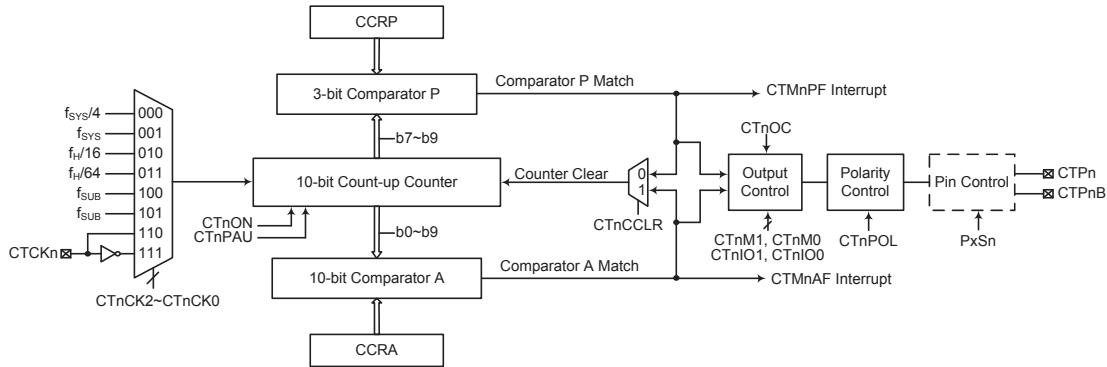 CCRP
3-bit Comparator P
Comparator P Match
CTMnPF Interrupt
b7~b9
fSYS/4
fSYS
fH/16
fH/64
fSUB
fSUB
000
001
010
011
100
101
110
111
CTCKn
CTnCK2~CTnCK0
10-bit Count-up Counter
CTnON
CTnPAU
Counter Clear
0
1
CTnCCLR
CTnOC
Output
Control
CTnM1, CTnM0
CTnIO1, CTnIO0
Polarity
Control
CTnPOL
Pin Control
PxSn
CTPn
CTPnB
b0~b9
10-bit Comparator A
Comparator A Match
CTMnAF Interrupt
CCRA